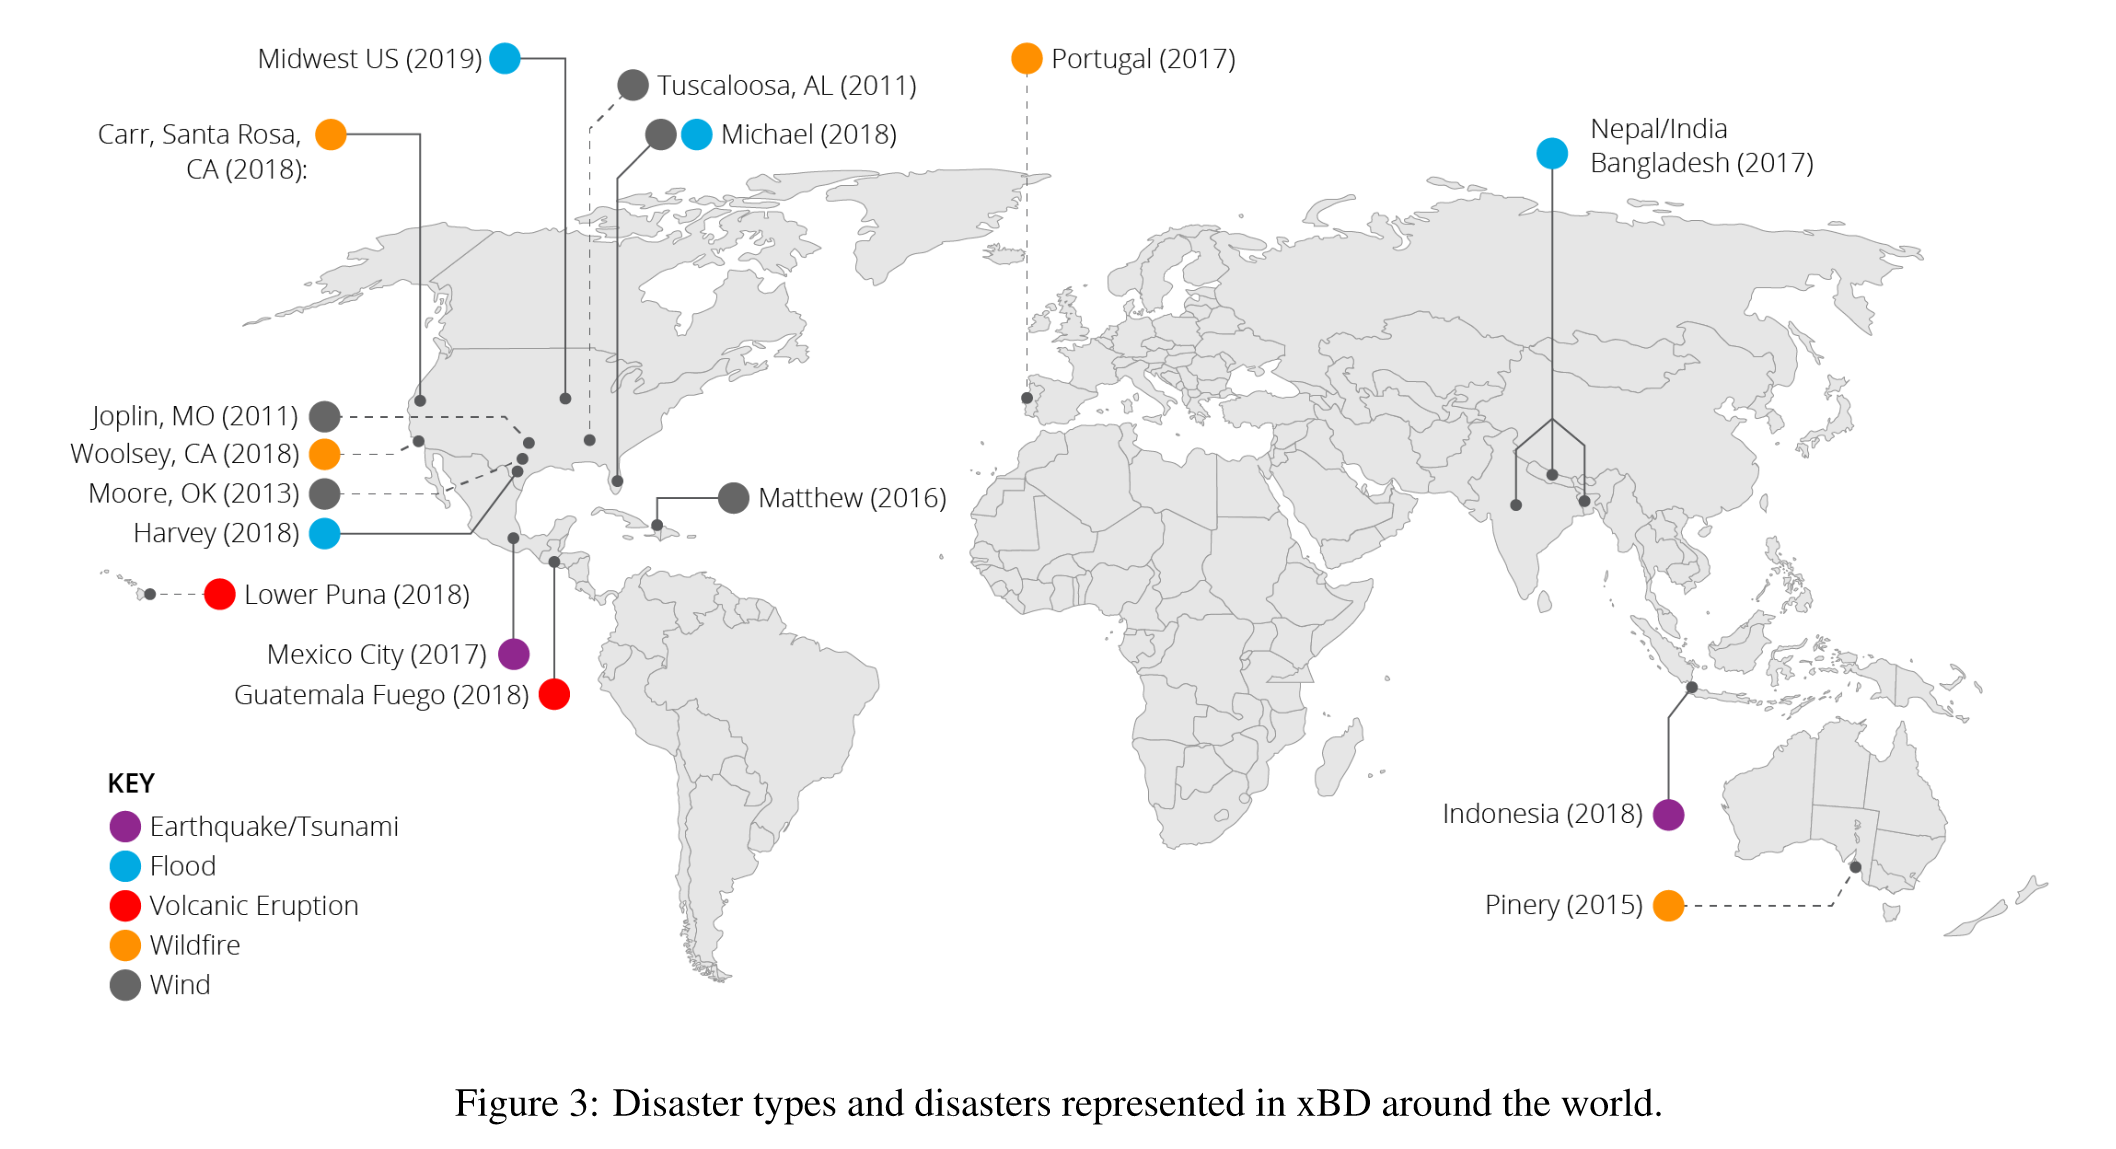 Midwest US (2019)
Portugal (2017)
Tuscaloosa, AL (2011)
Carr, Santa Rosa,
CA (2018):
Michael (2018)
Nepal/India
Bangladesh (2017)
Joplin, MO (2011)
Woolsey, CA (2018)
Moore, OK (2013)
Matthew (2016)
Harvey (2018)
Lower Puna (2018)
Mexico City (2017)
Guatemala Fuego (2018)
Indonesia (2018)
Pinery (2015)
KEY
Earthquake/Tsunami
Flood
Volcanic Eruption
Wildfire
Wind
Figure 3: Disaster types and disasters represented in xBD around the world.